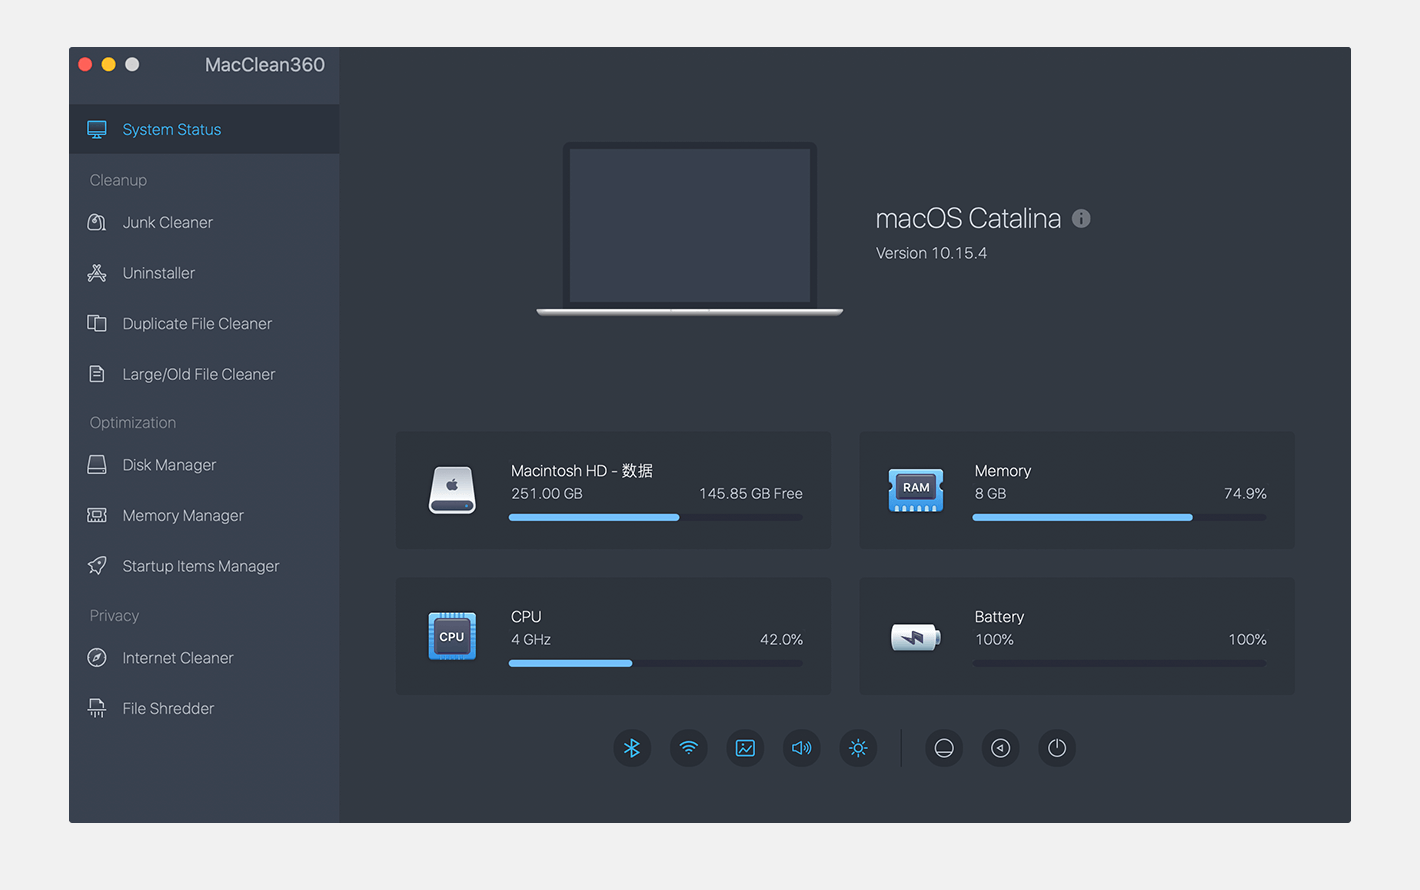 MacClean360
System Status
Cleanup
Junk Cleaner
Uninstaller
Duplicate File Cleaner
Large/Old File Cleaner
Optimization
Disk Manager
Memory Manager
Startup Items Manager
Privacy
Internet Cleaner
File Shredder
macOS Catalina
Version 10.15.4
Macintosh HD - 数据
251.00 GB 145.85 GB Free
RAM
Memory
8 GB 74.9%
CPU
CPU
4 GHz 42.0%
Battery
100% 100%